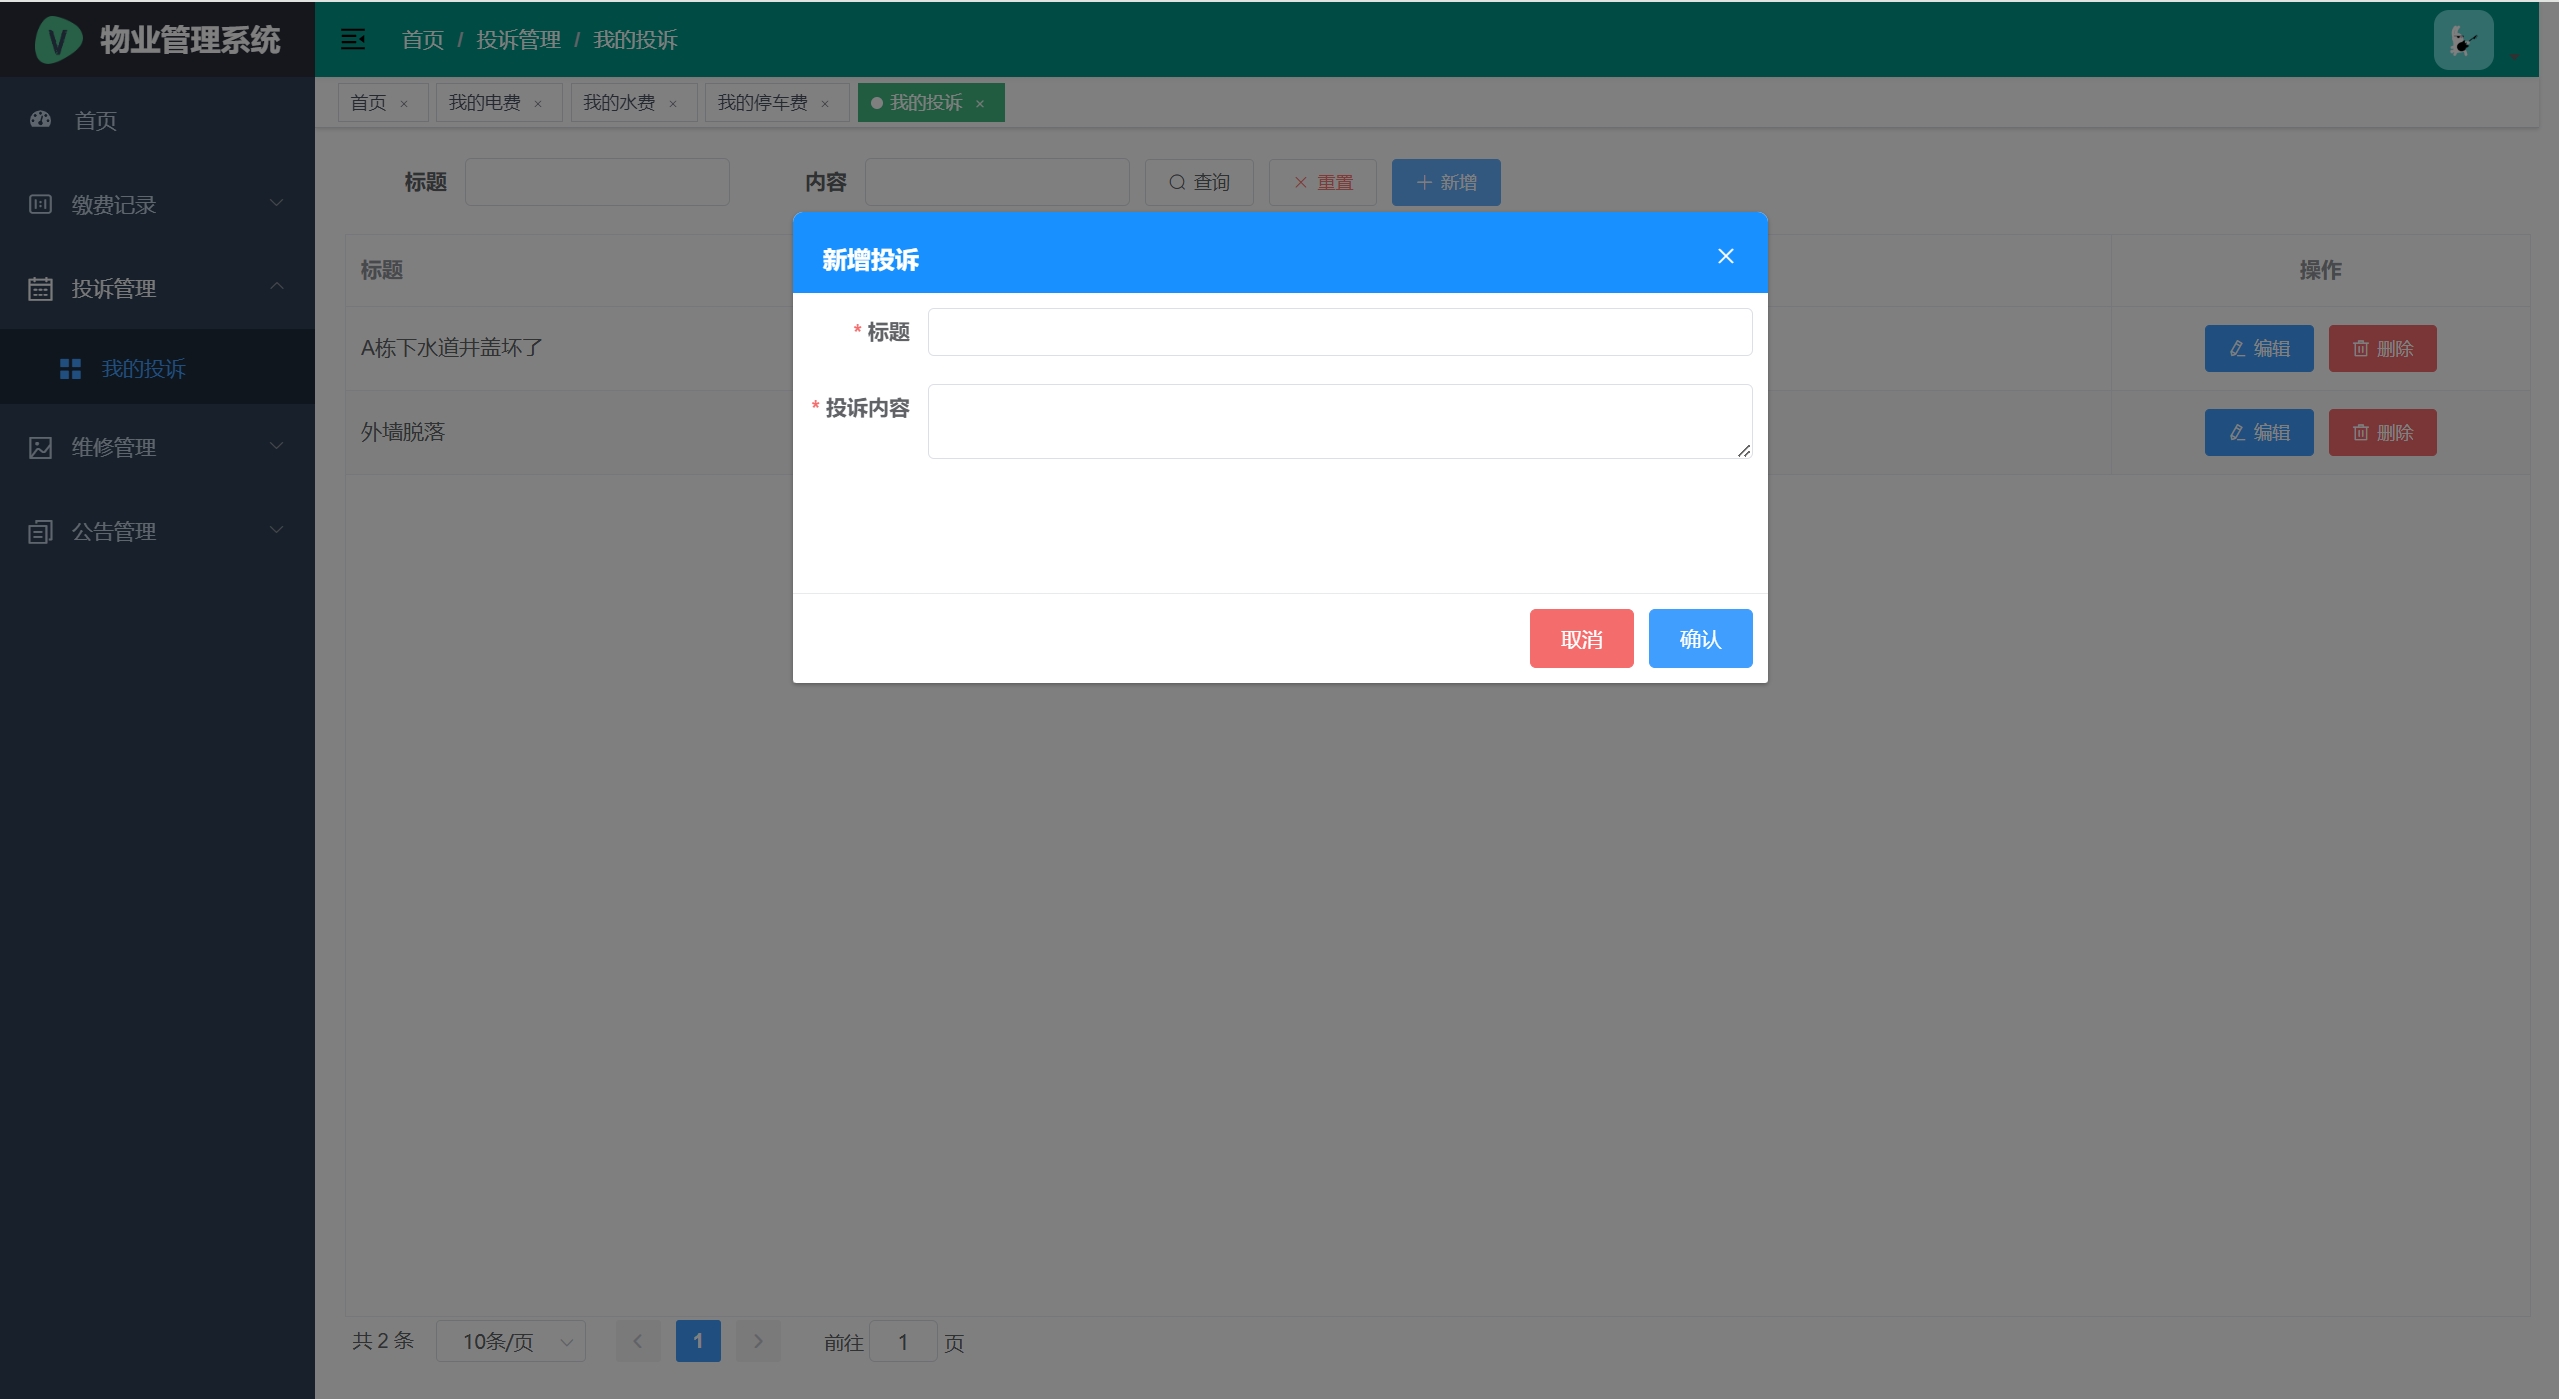 物业管理系统
首页 / 投诉管理 / 我的投诉
首页 × 我的电费 × 我的水费 × 我的停车费 × 我的投诉 ×
首页
缴费记录
投诉管理
我的投诉
维修管理
公告管理
标题 内容 查询 重置 新增
标题 操作
A栋下水道井盖坏了 编辑 删除
外墙脱落 编辑 删除
新增投诉
* 标题
* 投诉内容
取消 确认
共 2 条 10条/页 1 前往 1 页